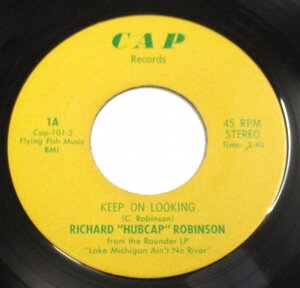 CAP
Records
1A
Cap-101-2
Flying Fish Music
BMI
45 RPM
STEREO
Time: 2:40
KEEP ON LOOKING
(C. Robinson)
RICHARD "HUBCAP" ROBINSON
from the Rounder LP
"Lake Michigan Ain't No River"